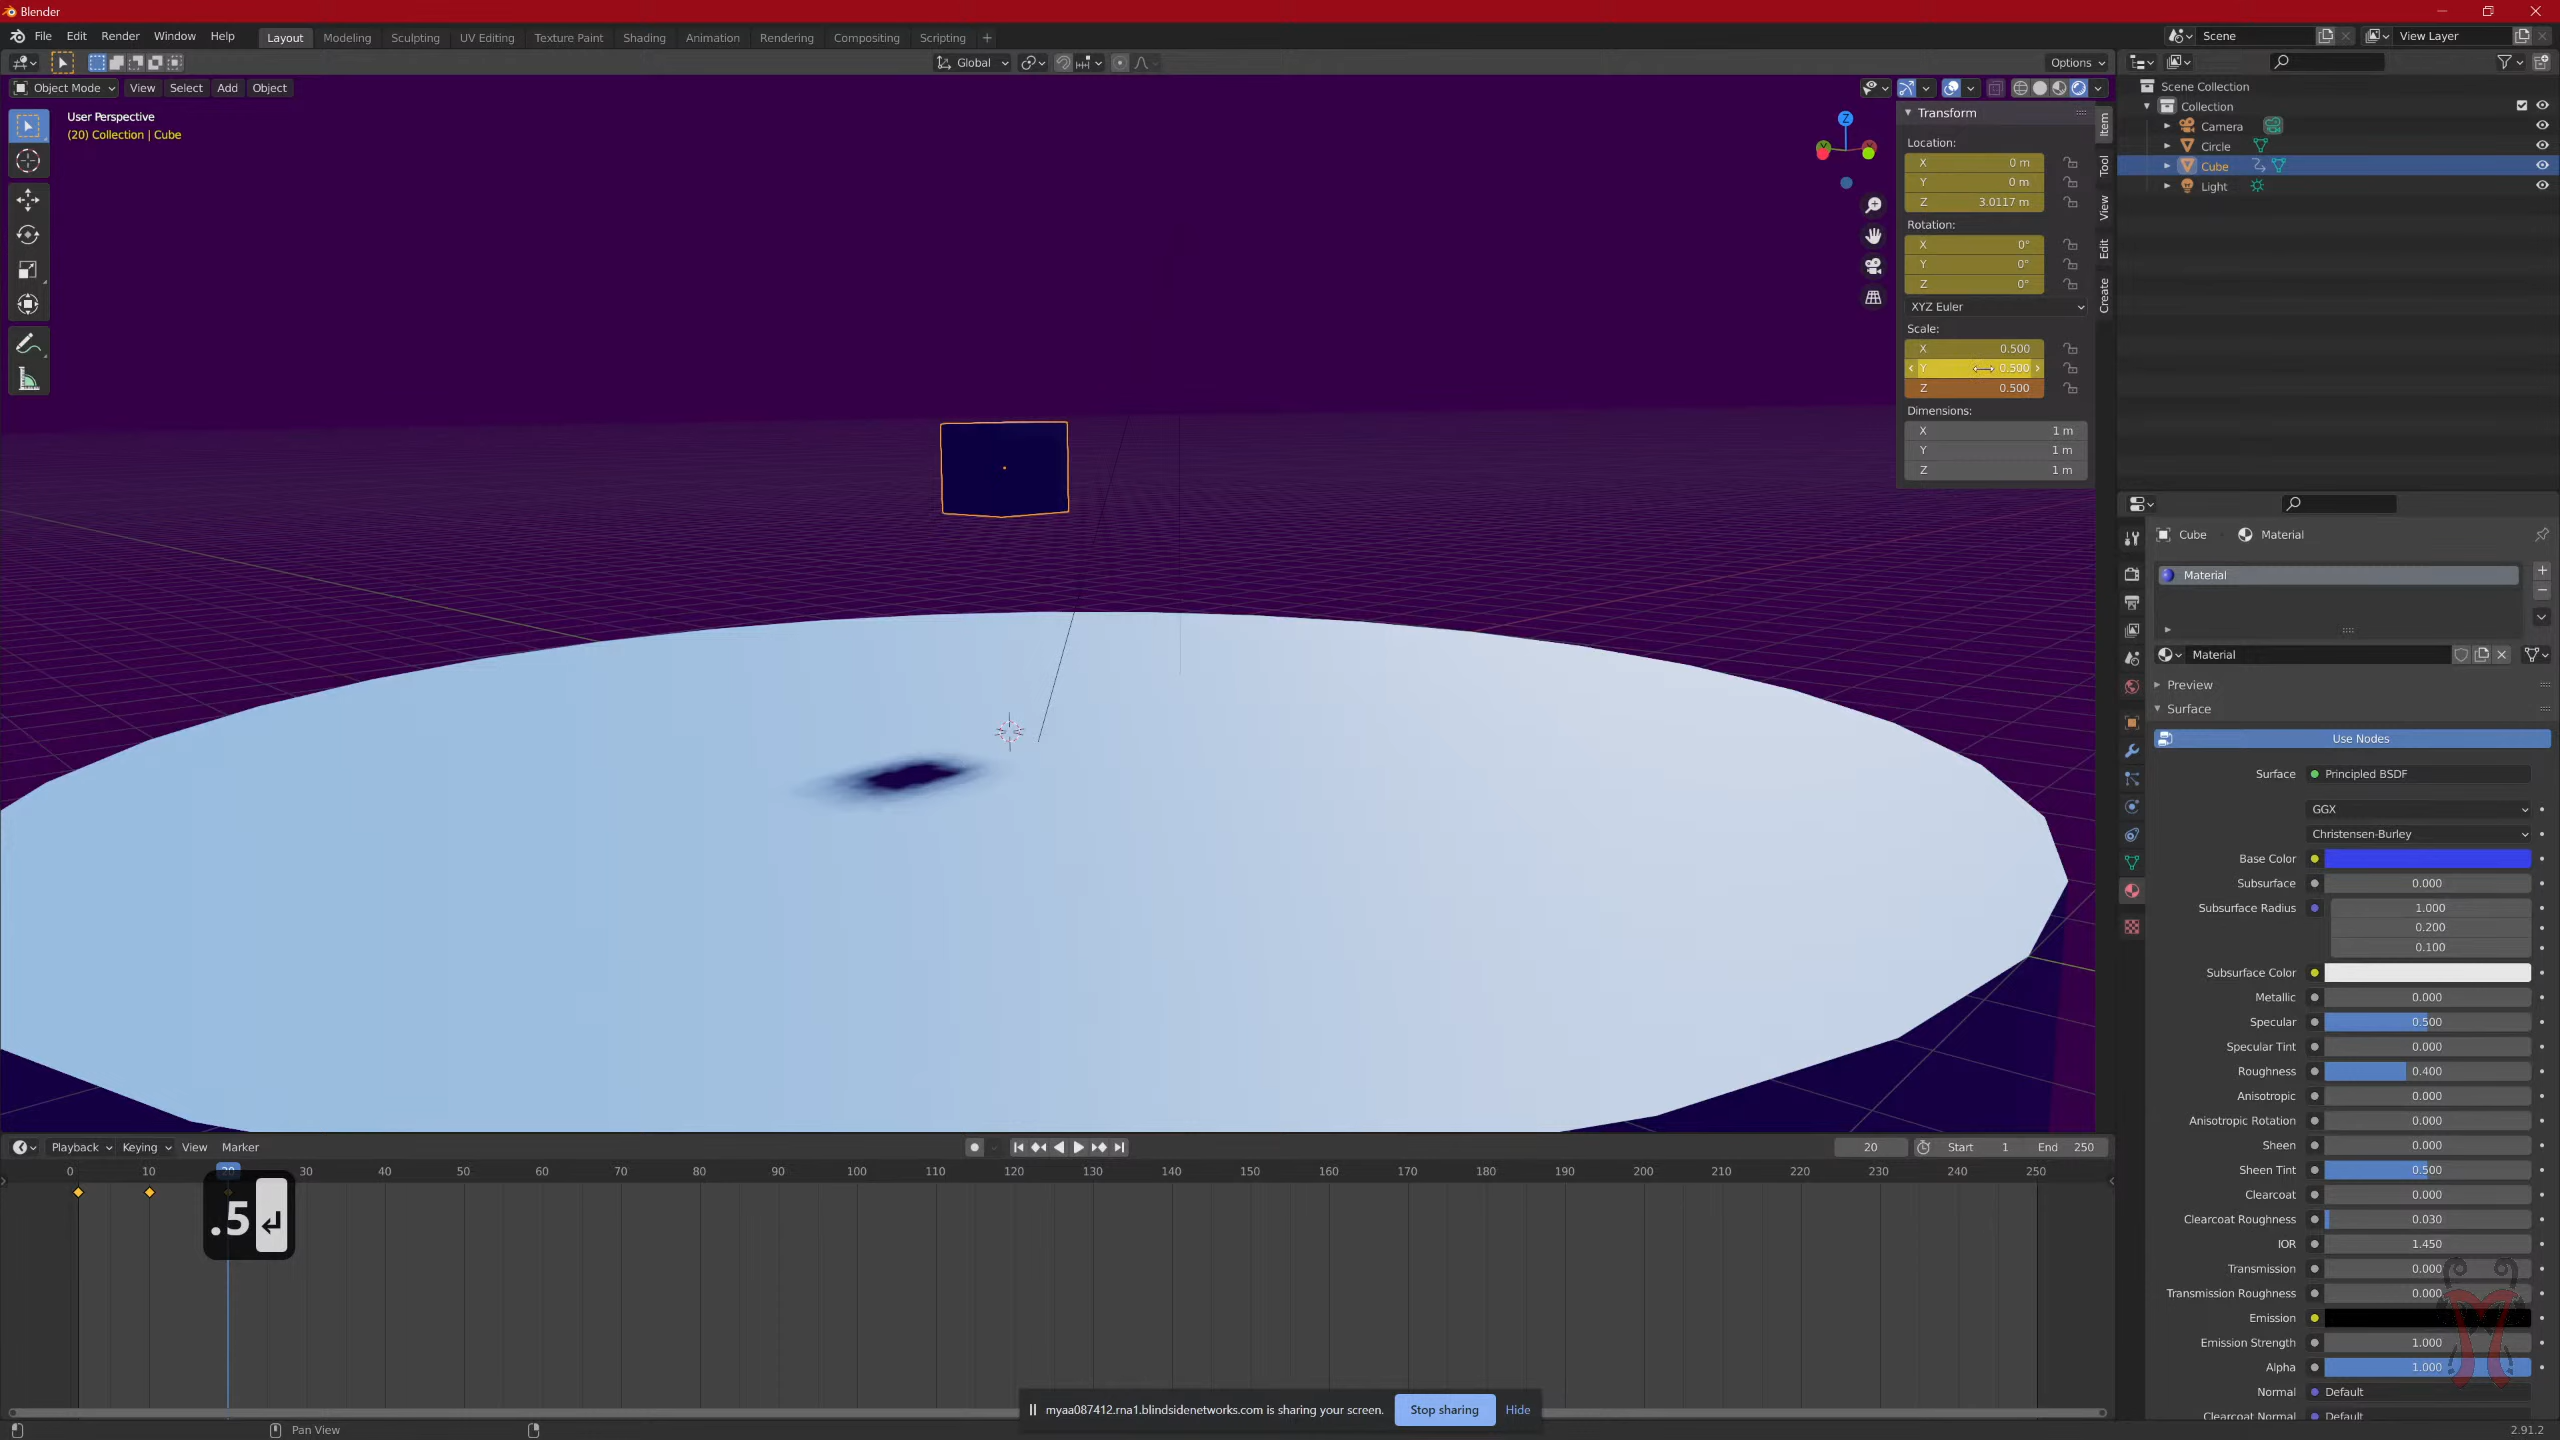 Blender
File Edit Render Window Help Layout Modeling Sculpting UV Editing Texture Paint Shading Animation Rendering Compositing Scripting +
Scene
View Layer
Global
Options
Object Mode View Select Add Object
User Perspective
(20) Collection | Cube
Z
Transform
Location:
X 0 m
Y 0 m
Z 3.0117 m
Rotation:
X 0°
Y 0°
Z 0°
XYZ Euler
Scale:
X 0.500
Y 0.500
Z 0.500
Dimensions:
X 1 m
Y 1 m
Z 1 m
Item
Tool
View
Edit
Create
Scene Collection
Collection
Camera
Circle
Cube
Light
Cube Material
Material
Material
Preview
Surface
Use Nodes
Surface Principled BSDF
GGX
Christensen-Burley
Base Color
Subsurface 0.000
Subsurface Radius 1.000
0.200
0.100
Subsurface Color
Metallic 0.000
Specular 0.500
Specular Tint 0.000
Roughness 0.400
Anisotropic 0.000
Anisotropic Rotation 0.000
Sheen 0.000
Sheen Tint 0.500
Clearcoat 0.000
Clearcoat Roughness 0.030
IOR 1.450
Transmission 0.000
Transmission Roughness 0.000
Emission
Emission Strength 1.000
Alpha 1.000
Normal Default
Clearcoat Normal Default
Playback Keying View Marker
20 Start 1 End 250
0 10 20 30 40 50 60 70 80 90 100 110 120 130 140 150 160 170 180 190 200 210 220 230 240 250
.5
myaa087412.rna1.blindsidenetworks.com is sharing your screen. Stop sharing Hide
Pan View
2.91.2